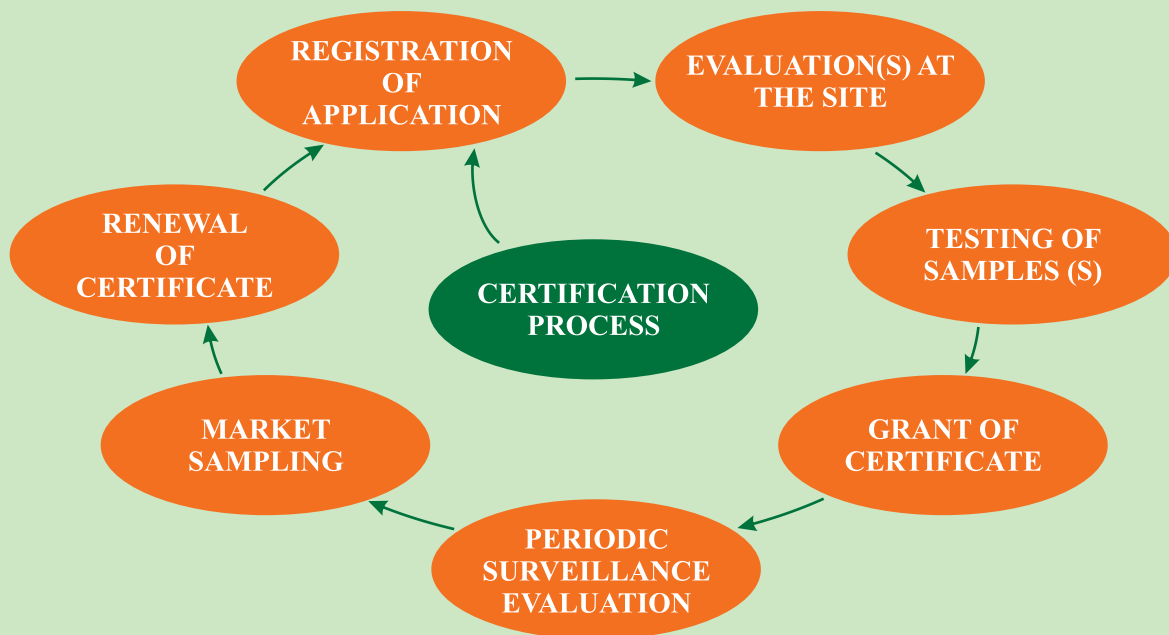 REGISTRATION
OF
APPLICATION
EVALUATION(S) AT
THE SITE
TESTING OF
SAMPLES (S)
GRANT OF
CERTIFICATE
PERIODIC
SURVEILLANCE
EVALUATION
MARKET
SAMPLING
RENEWAL
OF
CERTIFICATE
CERTIFICATION
PROCESS